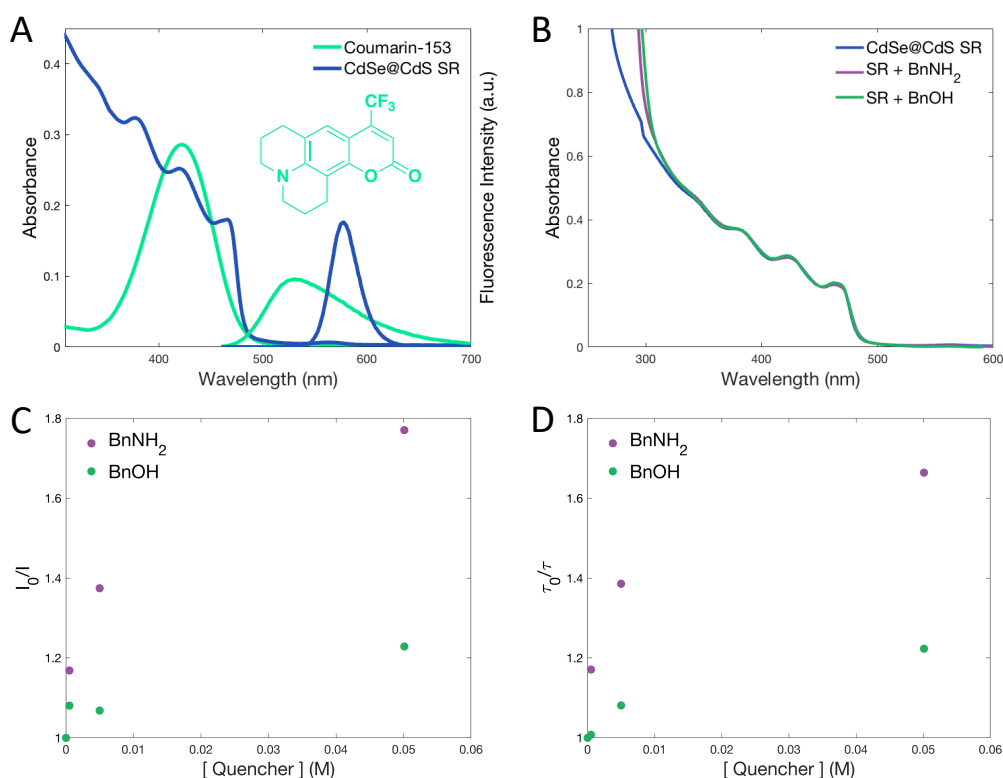 A
Coumarin-153
CdSe@CdS SR
CF₃
N
O
O
0.4
0.3
0.2
0.1
0
400
500
600
700
Absorbance
Fluorescence Intensity (a.u.)
Wavelength (nm)
B
CdSe@CdS SR
SR + BnNH₂
SR + BnOH
1
0.8
0.6
0.4
0.2
0
300
400
500
600
Absorbance
Wavelength (nm)
C
BnNH₂
BnOH
1.8
1.6
1.4
1.2
1
0
0.01
0.02
0.03
0.04
0.05
0.06
I₀/I
[ Quencher ] (M)
D
BnNH₂
BnOH
1.8
1.6
1.4
1.2
1
0
0.01
0.02
0.03
0.04
0.05
0.06
τ₀/τ
[ Quencher ] (M)